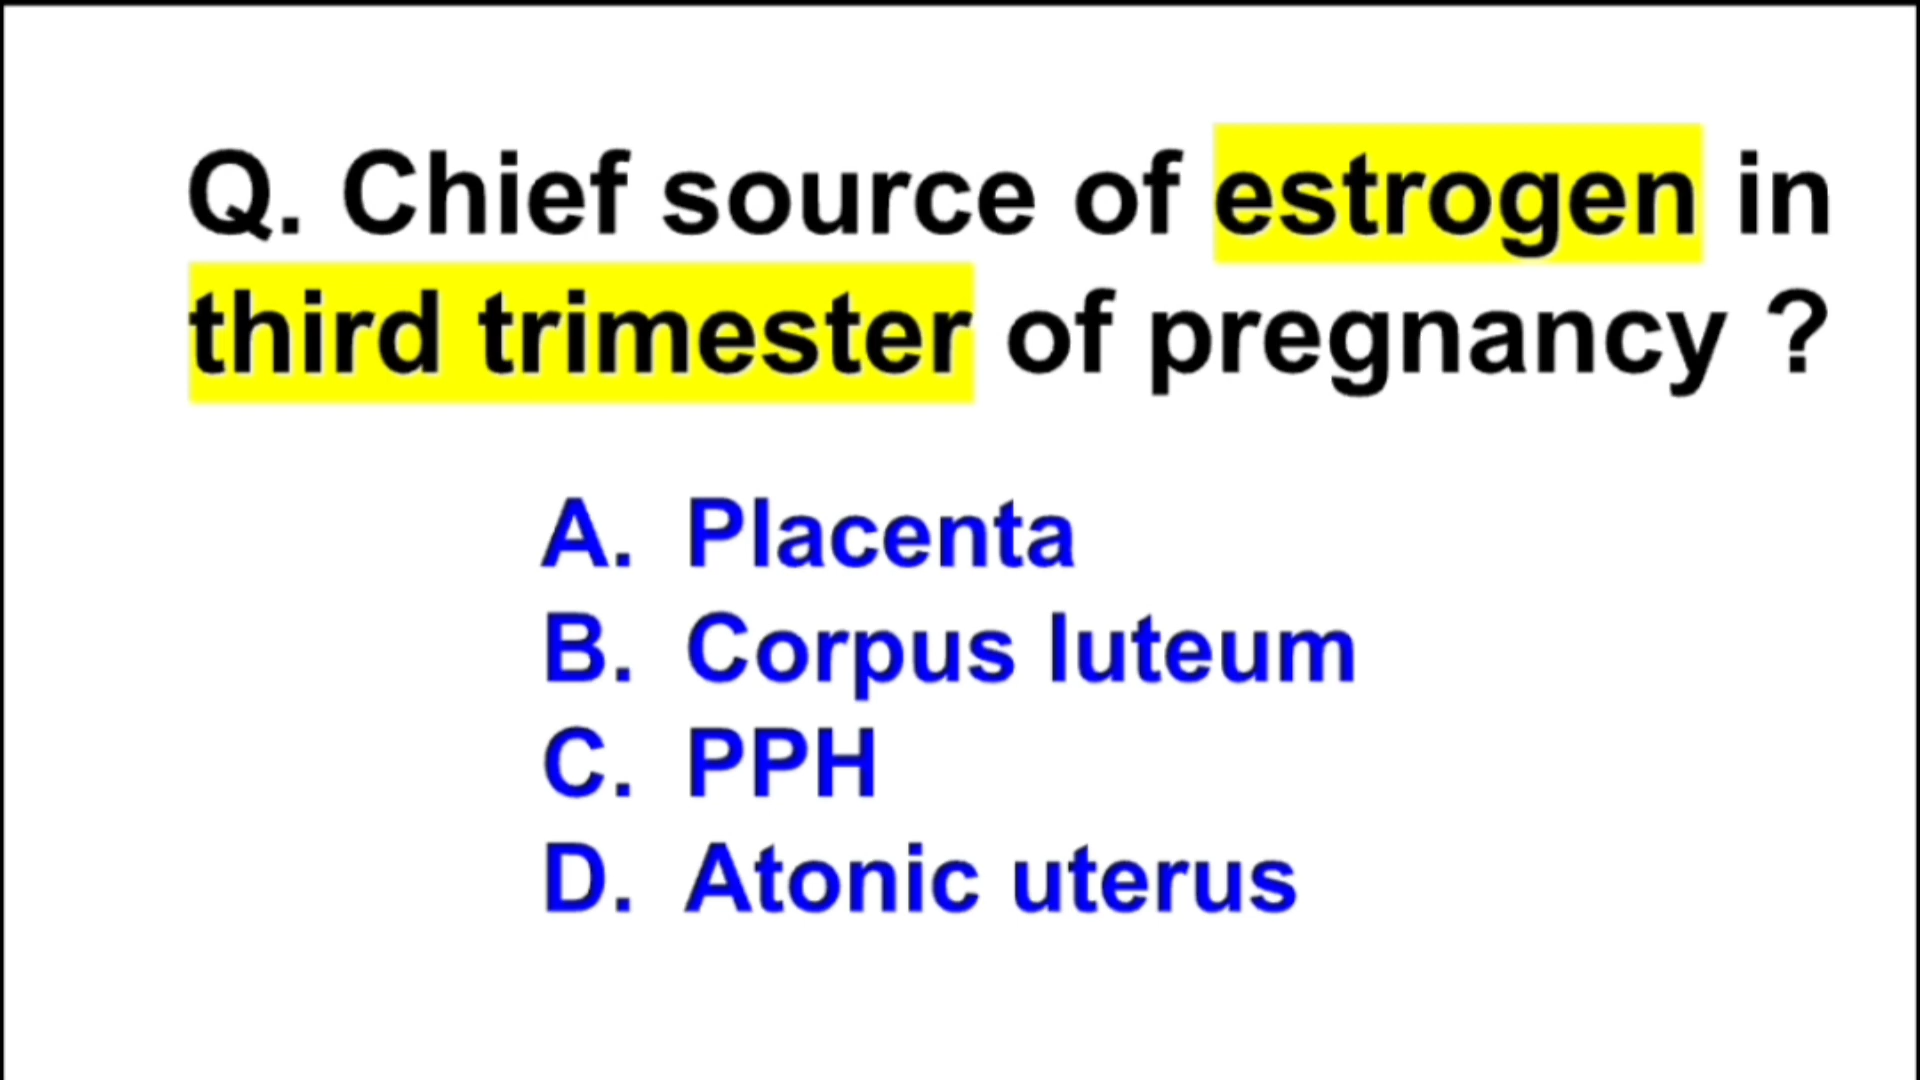 Q. Chief source of estrogen in
third trimester of pregnancy ?
A. Placenta
B. Corpus luteum
C. PPH
D. Atonic uterus